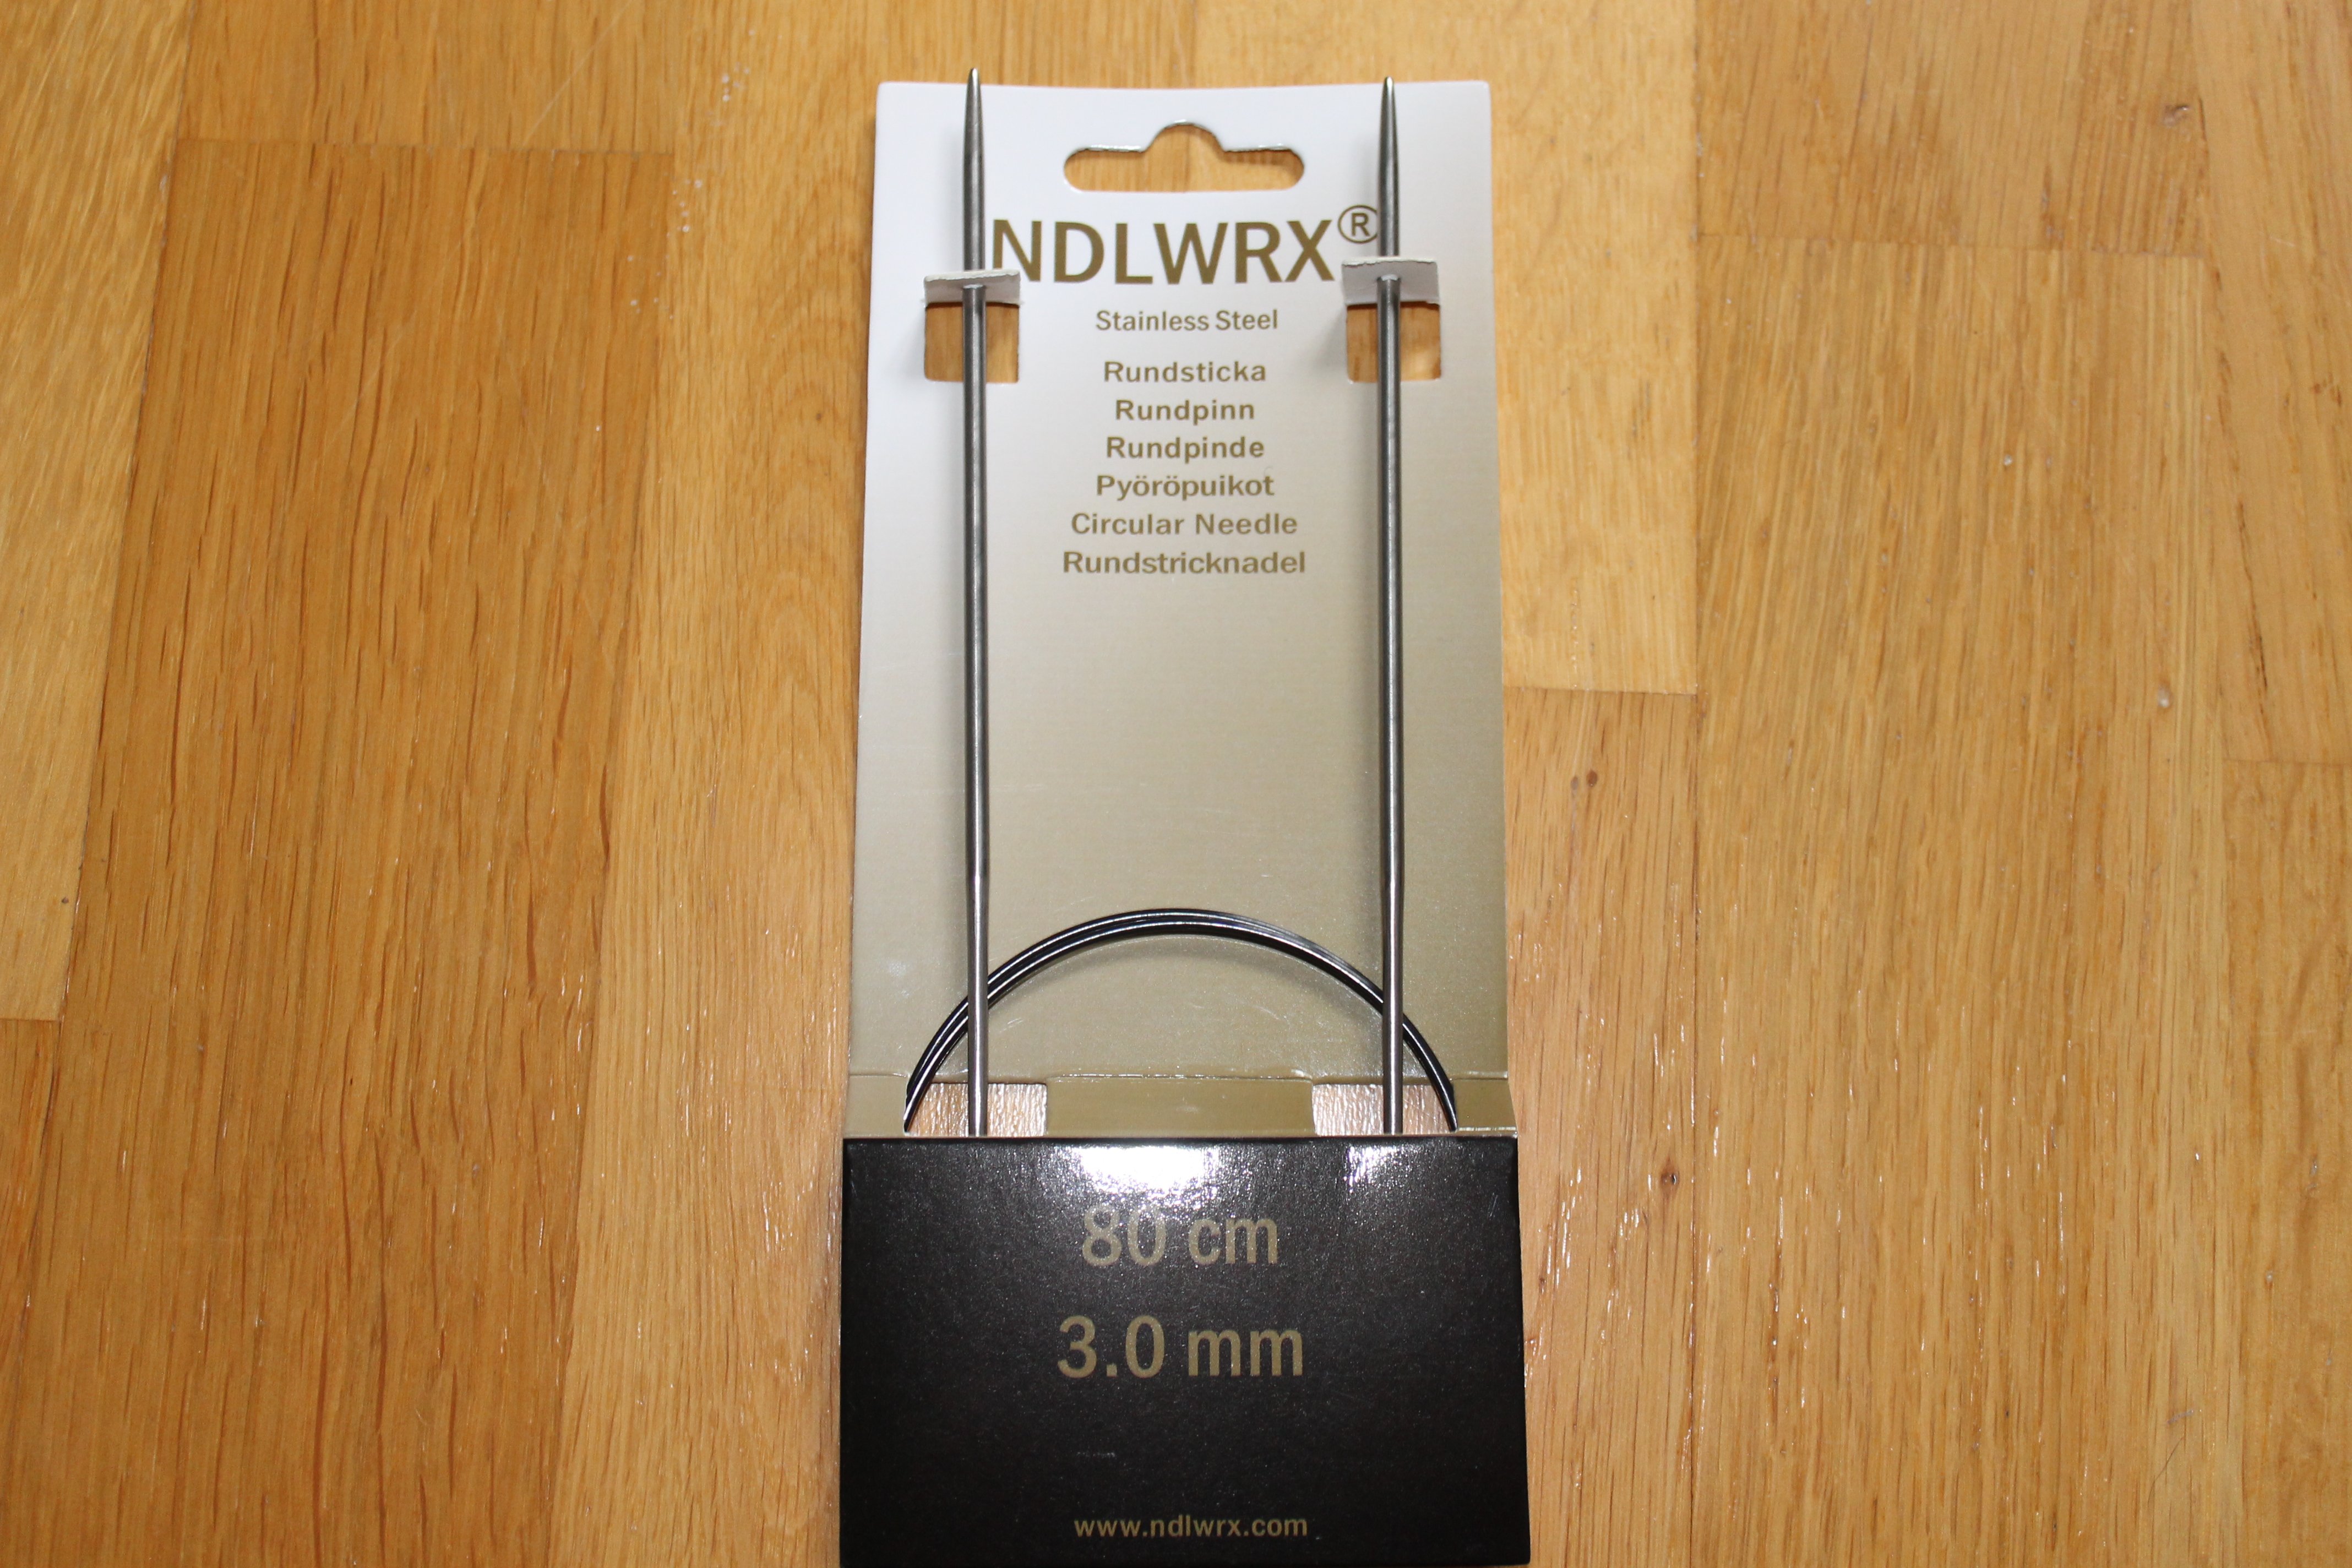 NDLWRX®
Stainless Steel
Rundsticka
Rundpinn
Rundpinde
Pyöröpuikot
Circular Needle
Rundstricknadel
80 cm
3.0 mm
www.ndlwrx.com